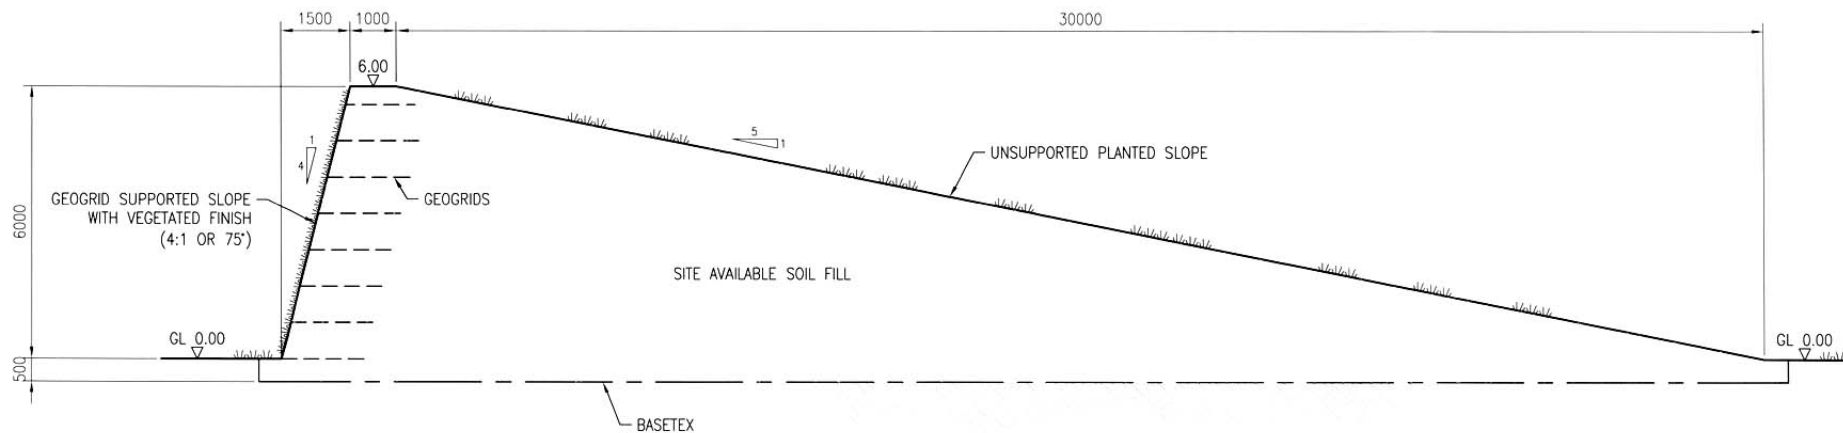 1500
1000
30000
6.00
1
4
5
1
UNSUPPORTED PLANTED SLOPE
GEOGRID SUPPORTED SLOPE
WITH VEGETATED FINISH
(4:1 OR 75°)
GEOGRIDS
6000
SITE AVAILABLE SOIL FILL
GL 0.00
GL 0.00
500
BASETEX